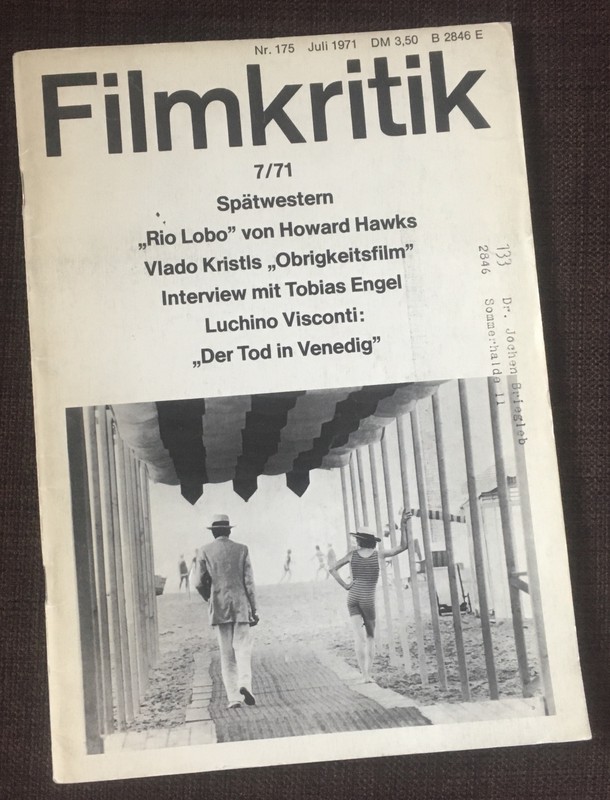 Nr. 175 Juli 1971 DM 3,50 B 2846 E
Filmkritik
7/71
Spätwestern
„Rio Lobo” von Howard Hawks
Vlado Kristls „Obrigkeitsfilm”
Interview mit Tobias Engel
Luchino Visconti:
„Der Tod in Venedig”
133 Dr. Jochen Briegleb
2846 Sommerhalde 11